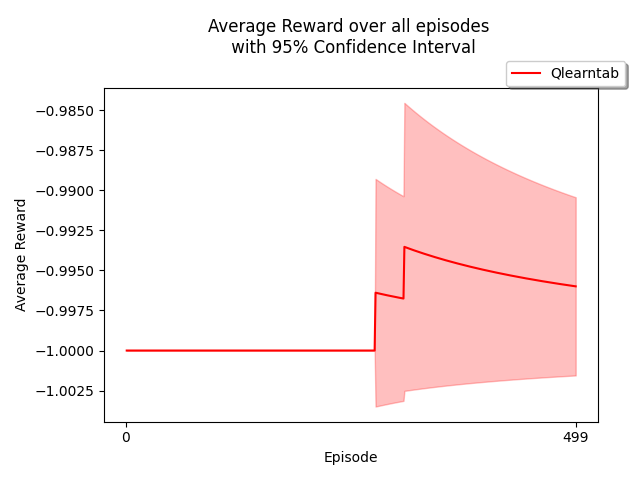 Average Reward over all episodes
with 95% Confidence Interval
Qlearntab
−0.9850
−0.9875
−0.9900
−0.9925
−0.9950
−0.9975
−1.0000
−1.0025
Average Reward
0
499
Episode